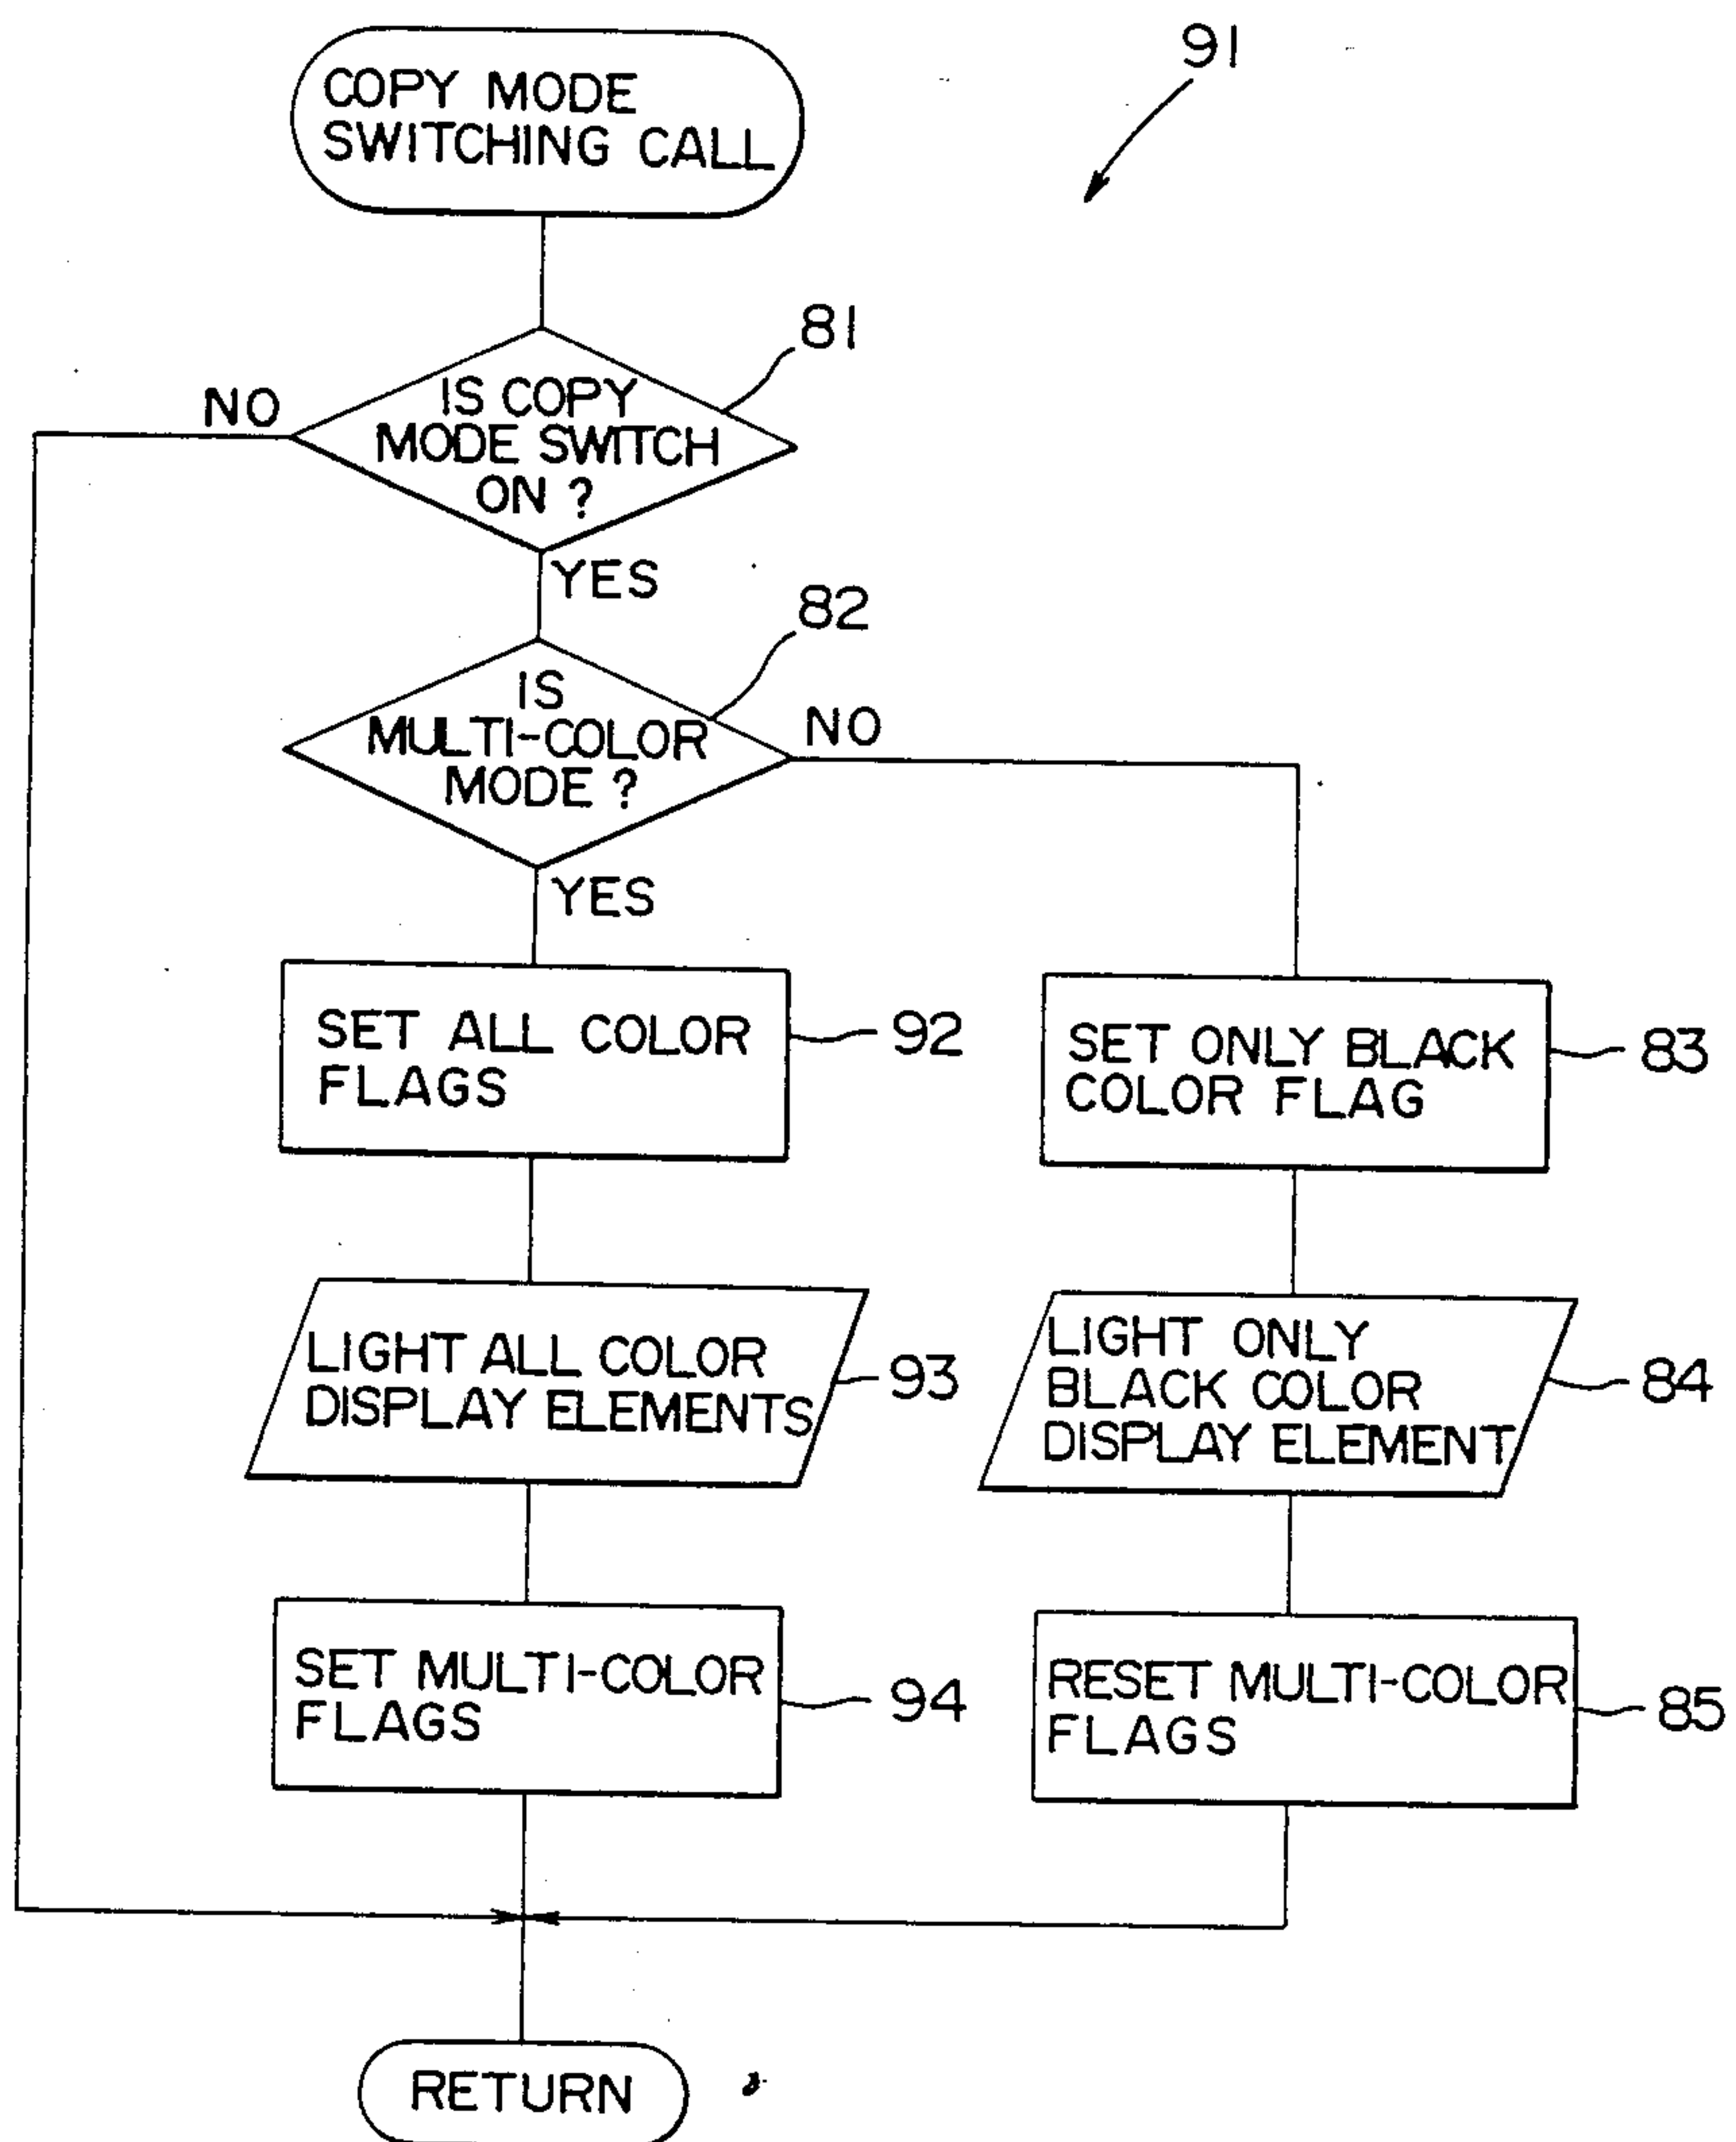 COPY MODE
SWITCHING CALL
91
81
NO
IS COPY
MODE SWITCH
ON ?
YES
82
IS
MULTI-COLOR
MODE ?
NO
YES
SET ALL COLOR
FLAGS
92
SET ONLY BLACK
COLOR FLAG
83
LIGHT ALL COLOR
DISPLAY ELEMENTS
93
LIGHT ONLY
BLACK COLOR
DISPLAY ELEMENT
84
SET MULTI-COLOR
FLAGS
94
RESET MULTI-COLOR
FLAGS
85
RETURN